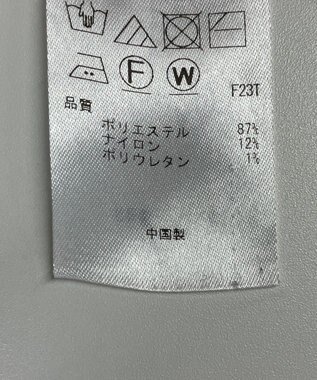 F W
F23T
品質
ポリエステル 87%
ナイロン 12%
ポリウレタン 1%
中国製